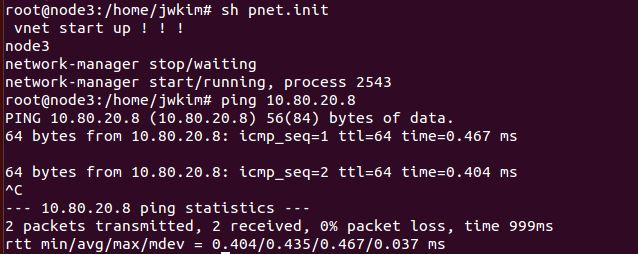 root@node3:/home/jwkim# sh pnet.init
 vnet start up ! ! !
node3
network-manager stop/waiting
network-manager start/running, process 2543
root@node3:/home/jwkim# ping 10.80.20.8
PING 10.80.20.8 (10.80.20.8) 56(84) bytes of data.
64 bytes from 10.80.20.8: icmp_seq=1 ttl=64 time=0.467 ms

64 bytes from 10.80.20.8: icmp_seq=2 ttl=64 time=0.404 ms
^C
--- 10.80.20.8 ping statistics ---
2 packets transmitted, 2 received, 0% packet loss, time 999ms
rtt min/avg/max/mdev = 0.404/0.435/0.467/0.037 ms